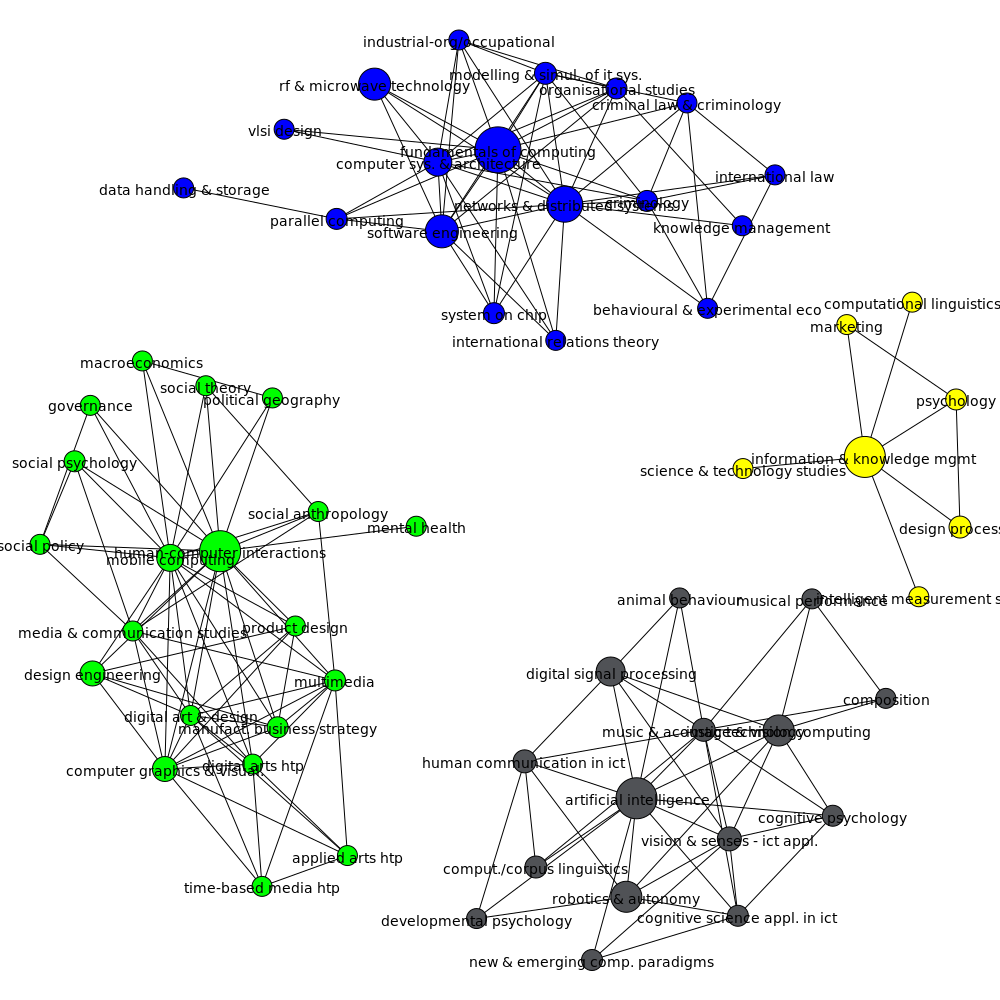 industrial-org/occupational
modelling & simul. of it sys.
rf & microwave technology
organisational studies
criminal law & criminology
vlsi design
fundamentals of computing
computer sys. & architecture
international law
data handling & storage
networks & distributed systems
criminology
parallel computing
knowledge management
software engineering
system on chip
behavioural & experimental eco
international relations theory
computational linguistics
marketing
psychology
information & knowledge mgmt
science & technology studies
design process
intelligent measurement s
macroeconomics
social theory
political geography
governance
social psychology
social anthropology
mental health
social policy
human-computer interactions
mobile computing
media & communication studies
product design
design engineering
multimedia
digital art & design
manufact. business strategy
computer graphics & visual.
digital arts htp
applied arts htp
time-based media htp
animal behaviour
musical performance
digital signal processing
composition
music & acoustic technology
image & vision computing
human communication in ict
artificial intelligence
cognitive psychology
vision & senses - ict appl.
comput./corpus linguistics
robotics & autonomy
developmental psychology
cognitive science appl. in ict
new & emerging comp. paradigms